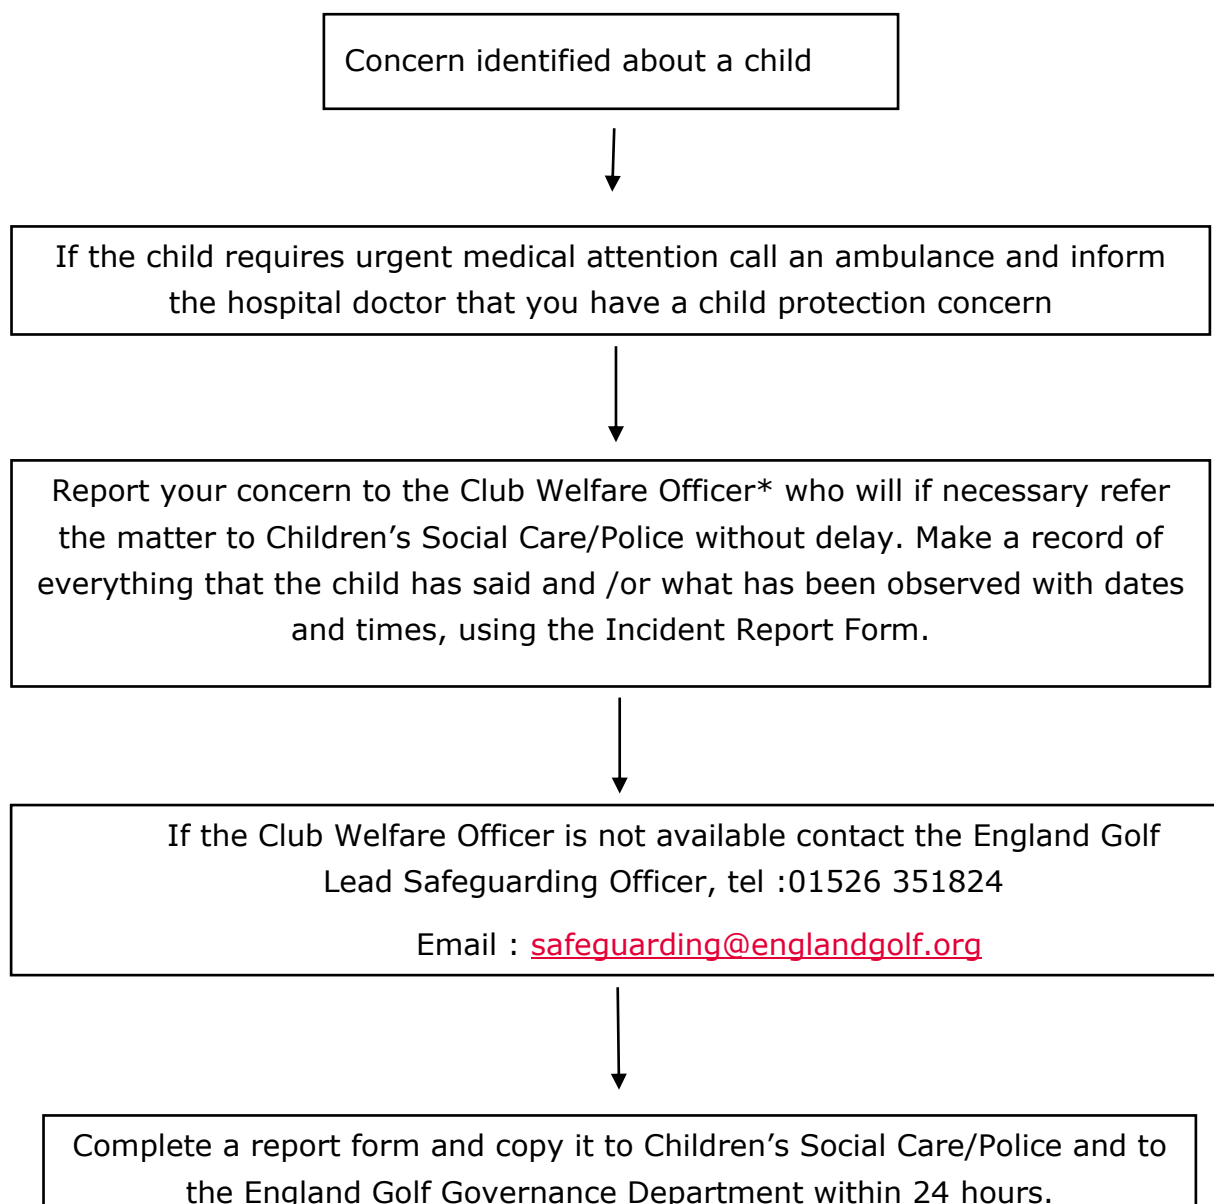 Concern identified about a child
If the child requires urgent medical attention call an ambulance and inform
the hospital doctor that you have a child protection concern
Report your concern to the Club Welfare Officer* who will if necessary refer
the matter to Children’s Social Care/Police without delay. Make a record of
everything that the child has said and /or what has been observed with dates
and times, using the Incident Report Form.
If the Club Welfare Officer is not available contact the England Golf
Lead Safeguarding Officer, tel :01526 351824
Email : safeguarding@englandgolf.org
Complete a report form and copy it to Children’s Social Care/Police and to
the England Golf Governance Department within 24 hours.